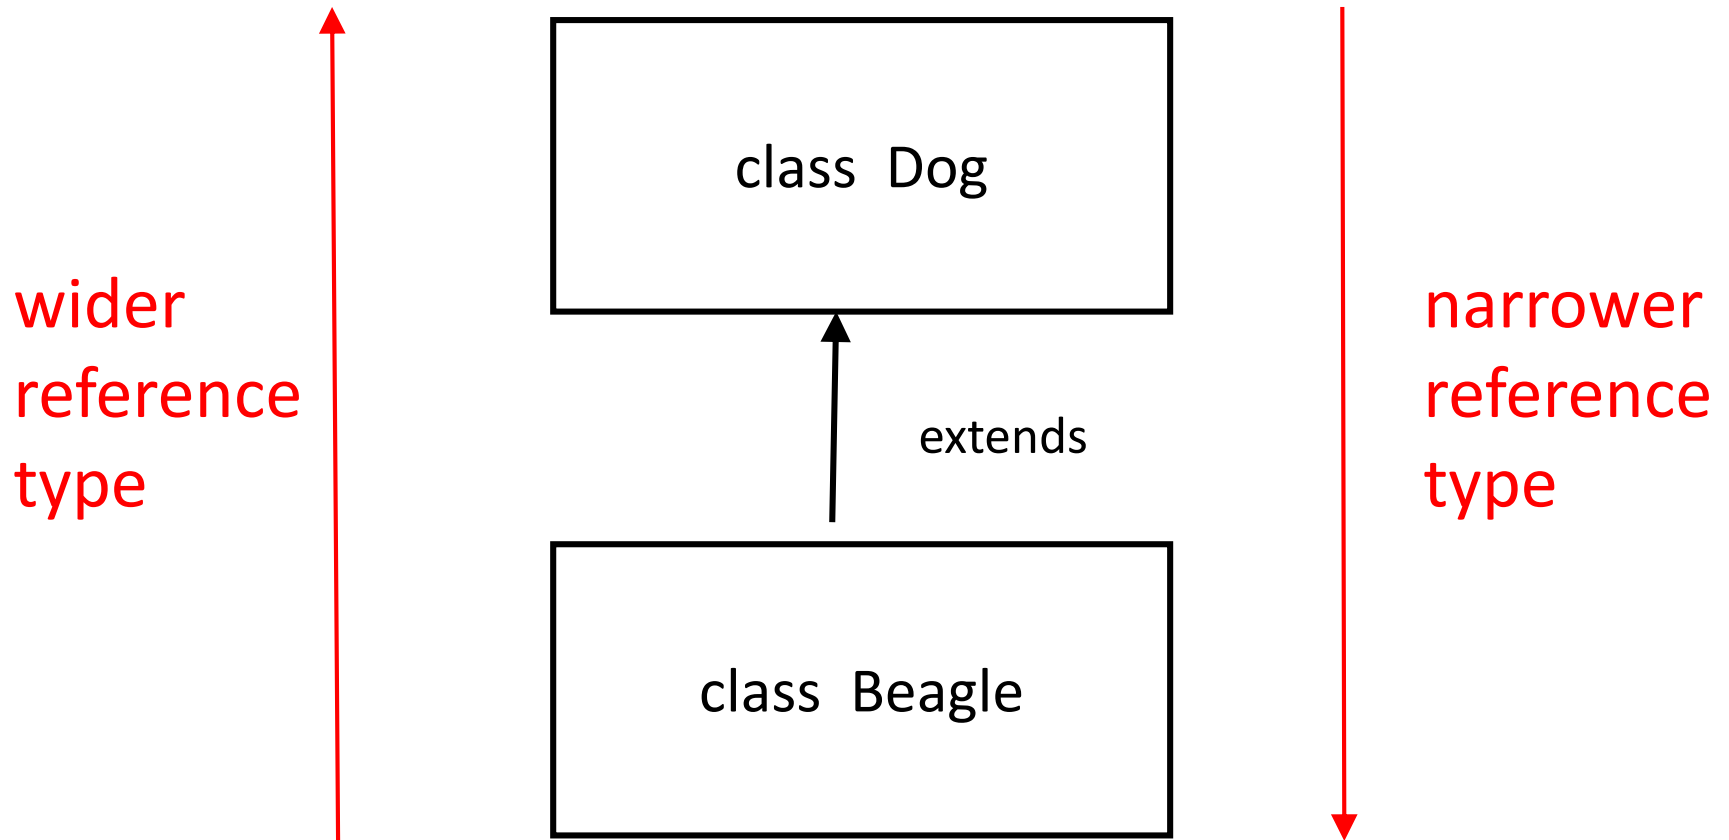 class Dog
wider
reference
type
narrower
reference
type
extends
class Beagle